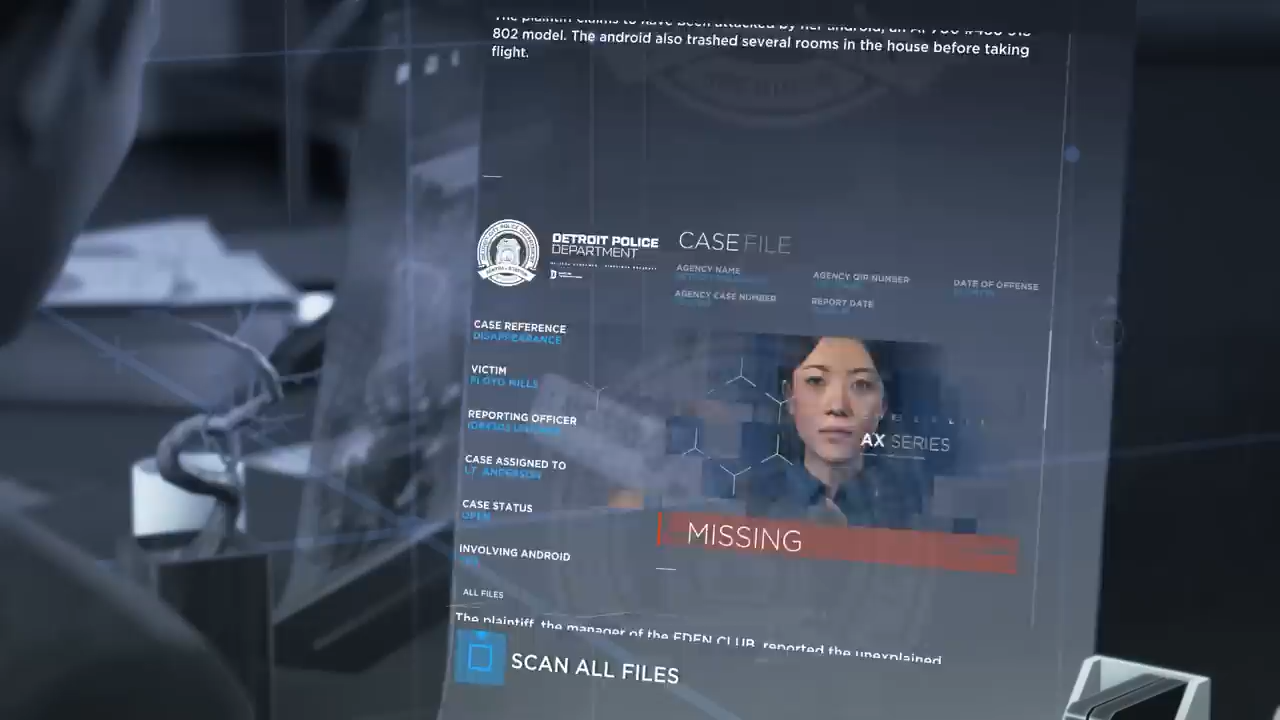 802 model. The android also trashed several rooms in the house before taking
flight.
DETROIT POLICE
DEPARTMENT
CASE FILE
AGENCY NAME
AGENCY CASE NUMBER
AGENCY QIR NUMBER
REPORT DATE
DATE OF OFFENSE
CASE REFERENCE
DISAPPEARANCE
VICTIM
FLOYD MILLS
REPORTING OFFICER
CASE ASSIGNED TO
LT. ANDERSON
CASE STATUS
OPEN
INVOLVING ANDROID
ALL FILES
AX SERIES
MISSING
The plaintiff, the manager of the EDEN CLUB, reported the unexplained
SCAN ALL FILES